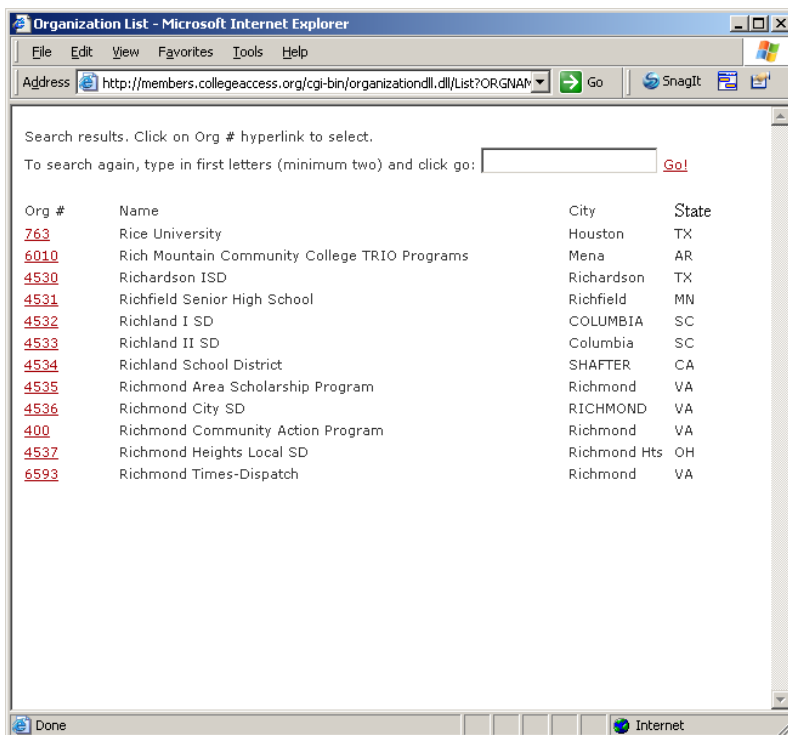 Organization List - Microsoft Internet Explorer
File Edit View Favorites Tools Help
Address http://members.collegeaccess.org/cgi-bin/organizationdll.dll/List?ORGNAM Go SnagIt
Search results. Click on Org # hyperlink to select.
To search again, type in first letters (minimum two) and click go: Go!
Org # Name City State
763 Rice University Houston TX
6010 Rich Mountain Community College TRIO Programs Mena AR
4530 Richardson ISD Richardson TX
4531 Richfield Senior High School Richfield MN
4532 Richland I SD COLUMBIA SC
4533 Richland II SD Columbia SC
4534 Richland School District SHAFTER CA
4535 Richmond Area Scholarship Program Richmond VA
4536 Richmond City SD RICHMOND VA
400 Richmond Community Action Program Richmond VA
4537 Richmond Heights Local SD Richmond Hts OH
6593 Richmond Times-Dispatch Richmond VA
Done Internet